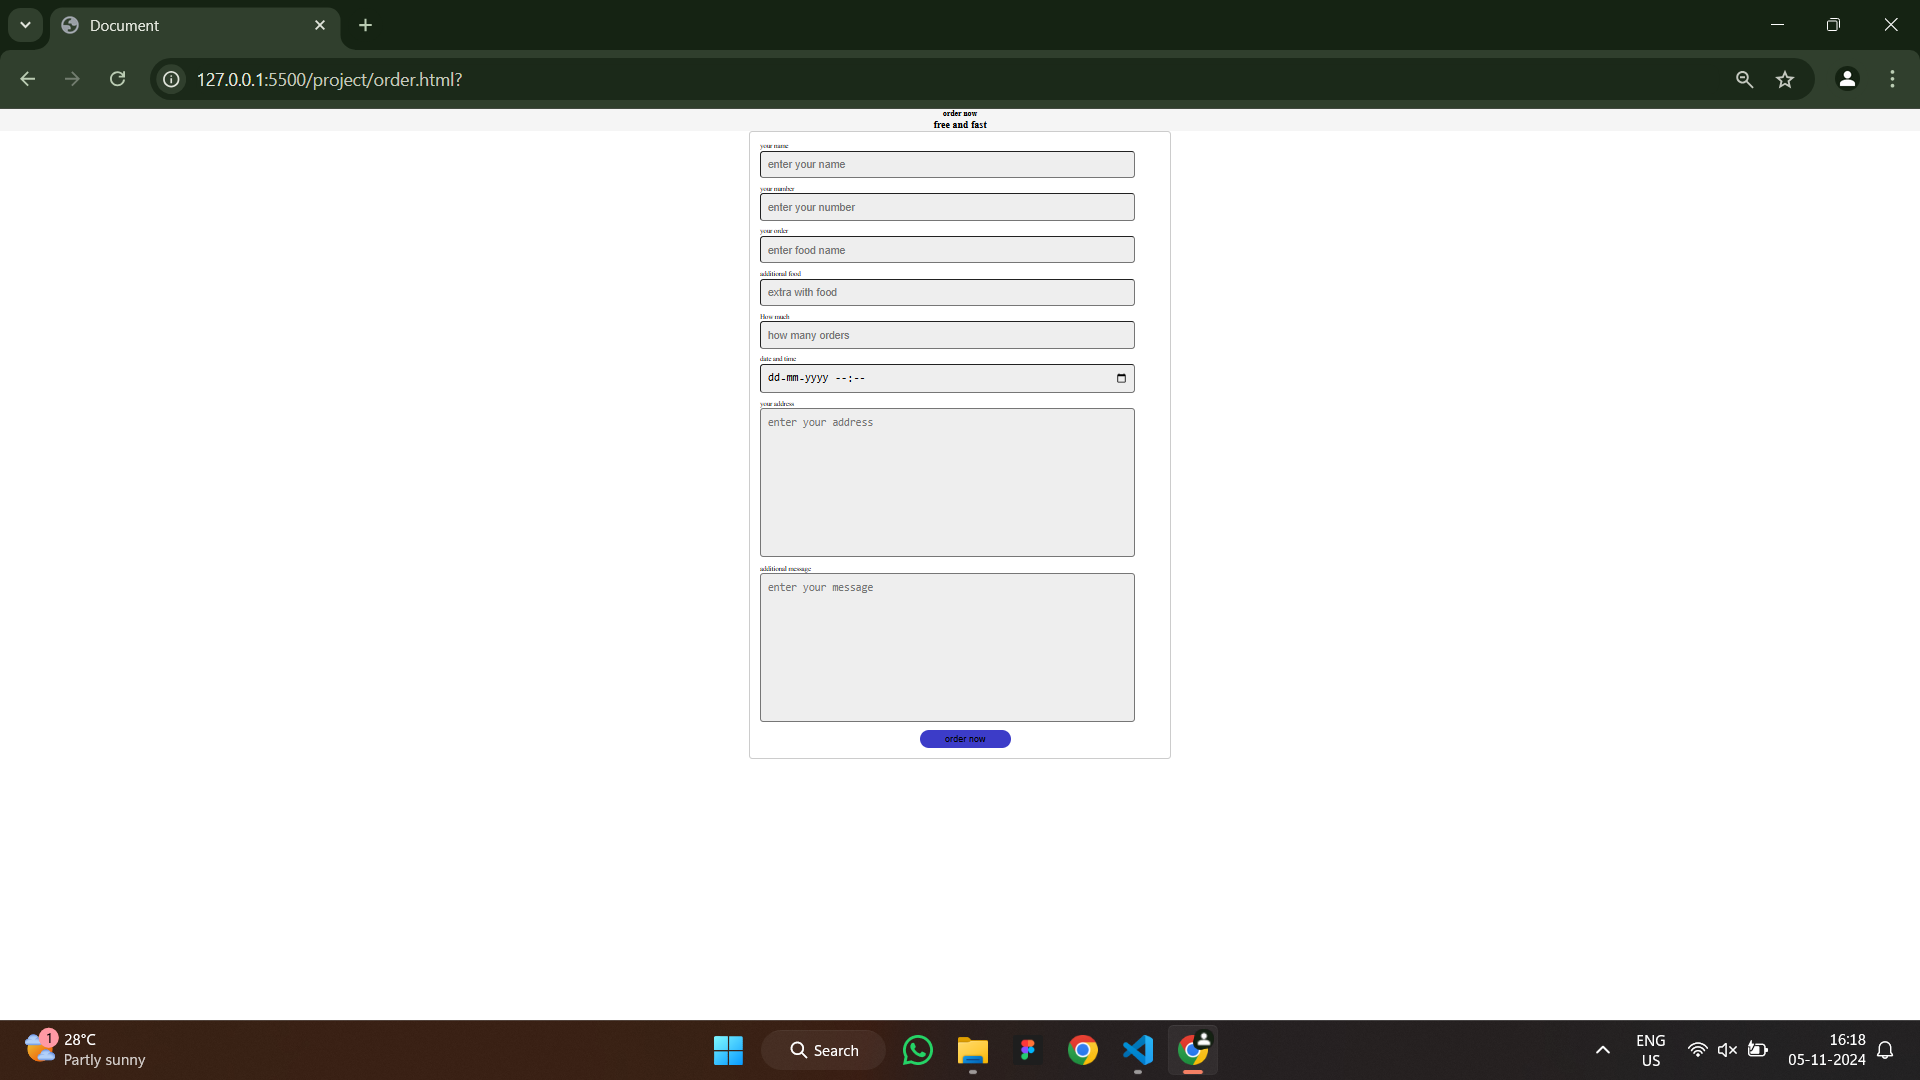 Document
127.0.0.1:5500/project/order.html?
order now
free and fast
your name
enter your name
your number
enter your number
your order
enter food name
additional food
extra with food
How much
how many orders
date and time
dd-mm-yyyy --:--
your address
enter your address
additional message
enter your message
order now
1
28°C
Partly sunny
Search
ENG
US
16:18
05-11-2024